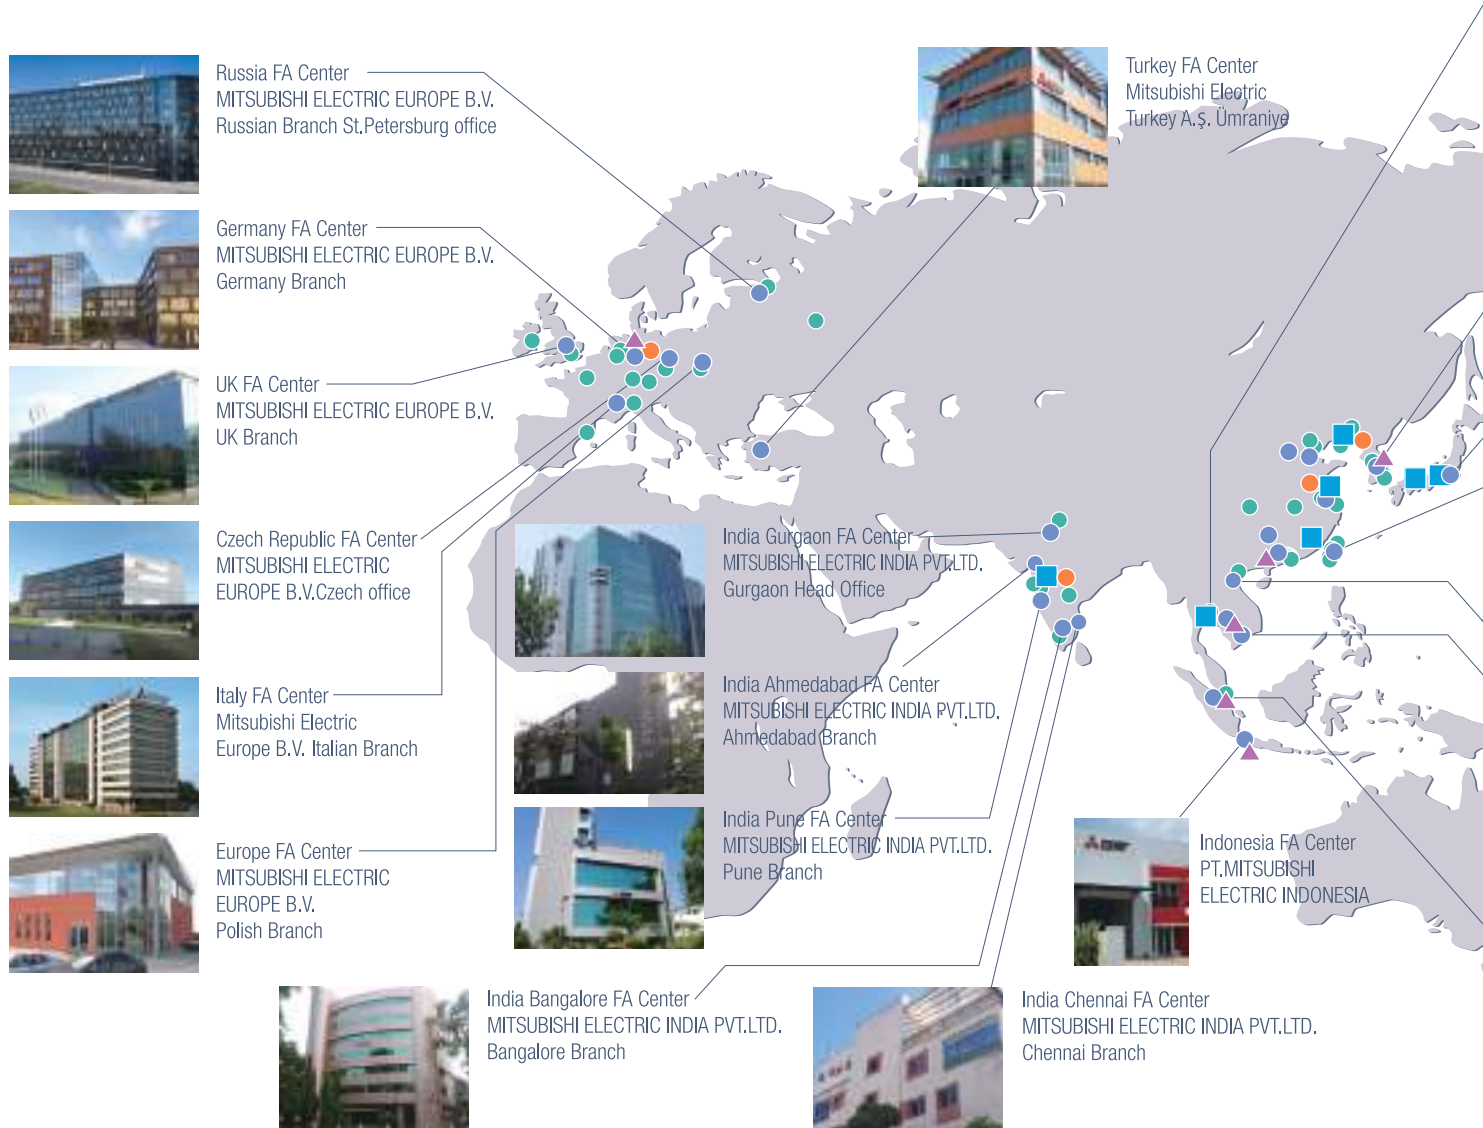 Russia FA Center
MITSUBISHI ELECTRIC EUROPE B.V.
Russian Branch St.Petersburg office
Turkey FA Center
Mitsubishi Electric
Turkey A.Ş. Ümraniye
Germany FA Center
MITSUBISHI ELECTRIC EUROPE B.V.
Germany Branch
UK FA Center
MITSUBISHI ELECTRIC EUROPE B.V.
UK Branch
Czech Republic FA Center
MITSUBISHI ELECTRIC
EUROPE B.V.Czech office
Italy FA Center
Mitsubishi Electric
Europe B.V. Italian Branch
Europe FA Center
MITSUBISHI ELECTRIC
EUROPE B.V.
Polish Branch
India Gurgaon FA Center
MITSUBISHI ELECTRIC INDIA PVT.LTD.
Gurgaon Head Office
India Ahmedabad FA Center
MITSUBISHI ELECTRIC INDIA PVT.LTD.
Ahmedabad Branch
India Pune FA Center
MITSUBISHI ELECTRIC INDIA PVT.LTD.
Pune Branch
Indonesia FA Center
PT.MITSUBISHI
ELECTRIC INDONESIA
India Bangalore FA Center
MITSUBISHI ELECTRIC INDIA PVT.LTD.
Bangalore Branch
India Chennai FA Center
MITSUBISHI ELECTRIC INDIA PVT.LTD.
Chennai Branch